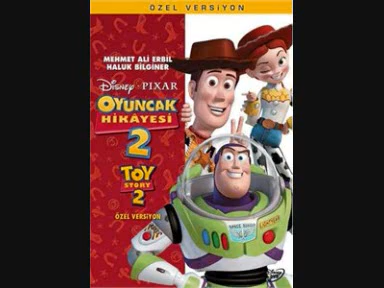 ÖZEL VERSİYON
MEHMET ALİ ERBİL
HALUK BİLGİNER
DISNEY · PIXAR
OYUNCAK
HİKAYESİ
2
TOY
STORY
2
ÖZEL VERSİYON